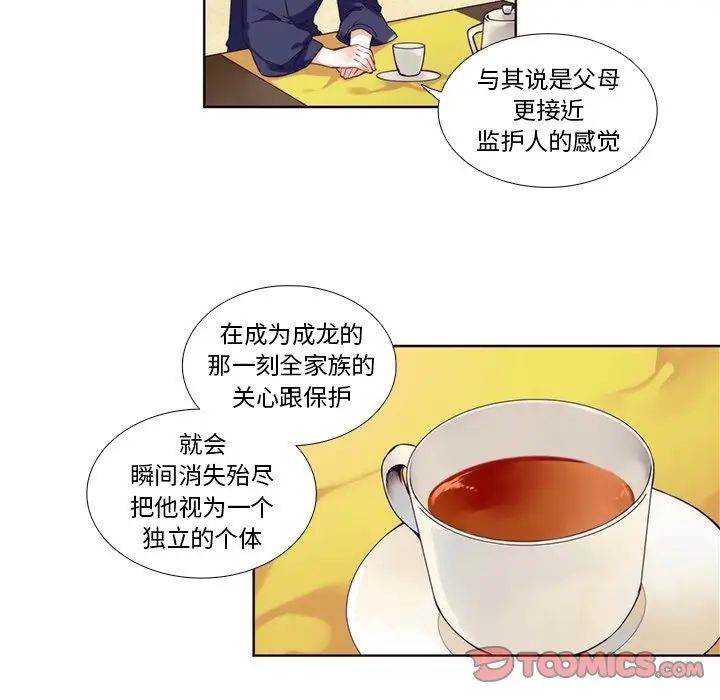 与其说是父母
更接近
监护人的感觉
在成为成龙的
那一刻全家族的
关心跟保护
就会
瞬间消失殆尽
把他视为一个
独立的个体
TOOMICS.COM